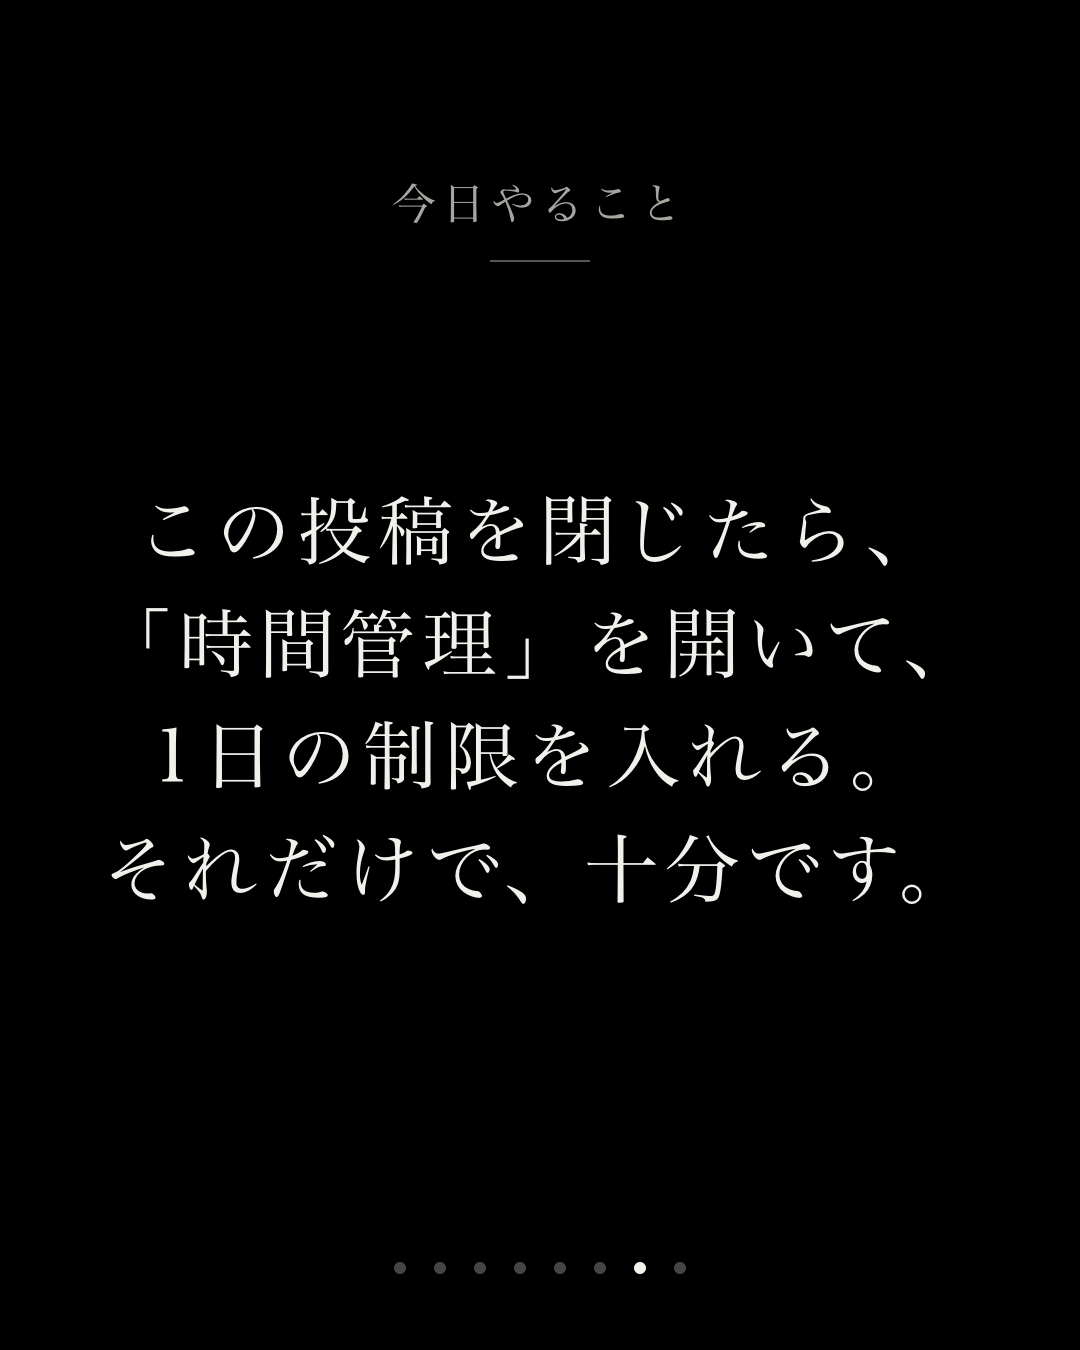 今日やること
この投稿を閉じたら、
「時間管理」を開いて、
1日の制限を入れる。
それだけで、十分です。